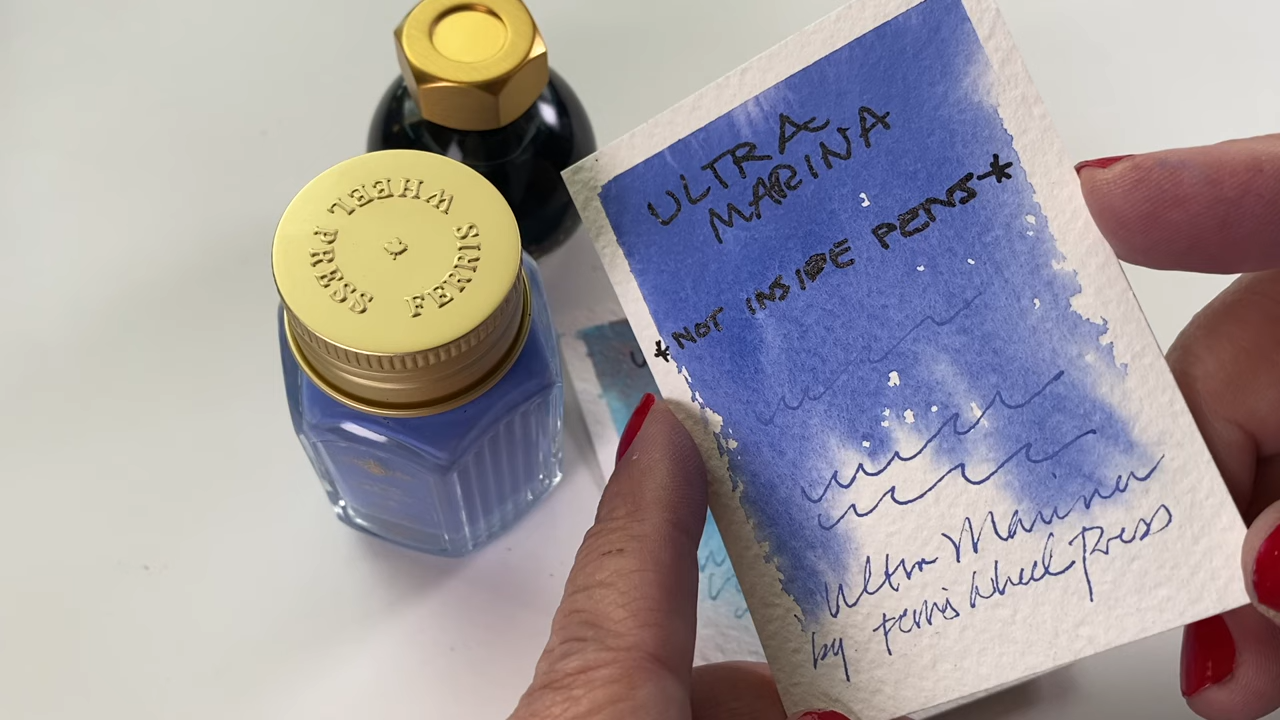 FERRIS WHEEL PRESS
ULTRA
MARINA
*NOT INSIDE PENS*
Ultra Marina
by Ferris Wheel Press